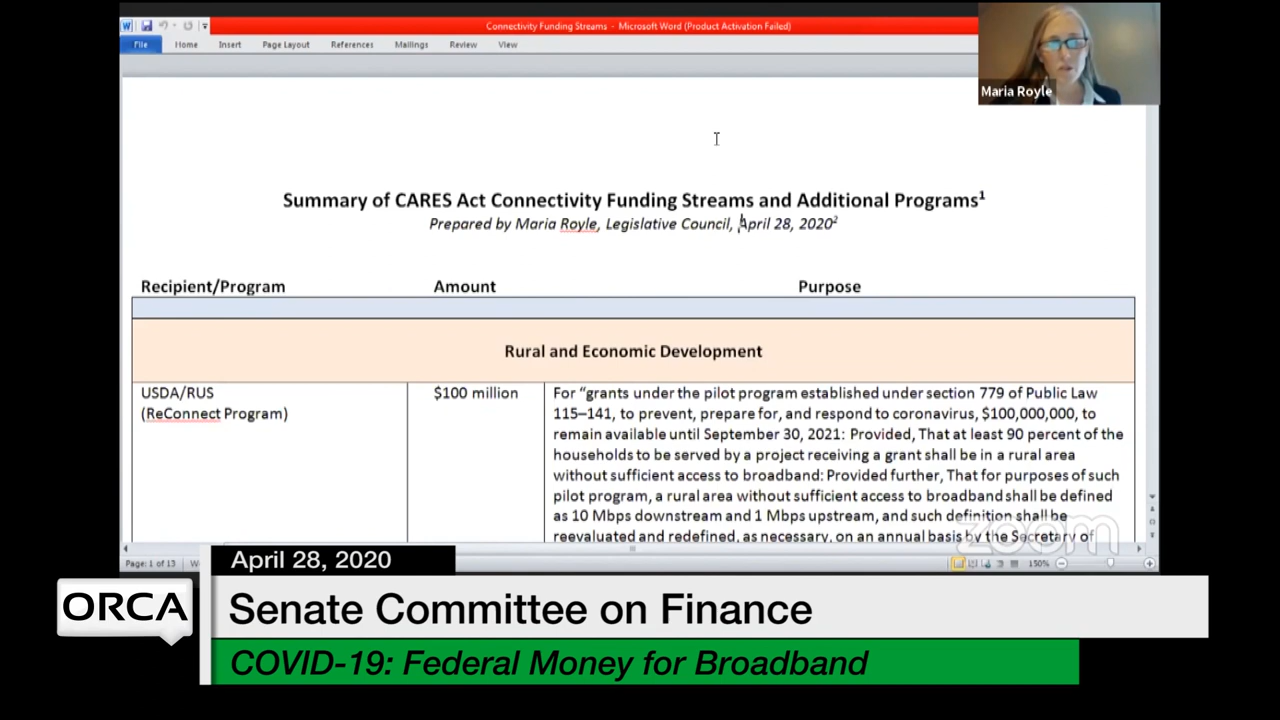 Connectivity Funding Streams - Microsoft Word (Product Activation Failed)
File Home Insert Page Layout References Mailings Review View
Maria Royle
Summary of CARES Act Connectivity Funding Streams and Additional Programs¹
Prepared by Maria Royle, Legislative Council, April 28, 2020²
Recipient/Program Amount Purpose
Rural and Economic Development
USDA/RUS
(ReConnect Program)
$100 million
For “grants under the pilot program established under section 779 of Public Law
115–141, to prevent, prepare for, and respond to coronavirus, $100,000,000, to
remain available until September 30, 2021: Provided, That at least 90 percent of the
households to be served by a project receiving a grant shall be in a rural area
without sufficient access to broadband: Provided further, That for purposes of such
pilot program, a rural area without sufficient access to broadband shall be defined
as 10 Mbps downstream and 1 Mbps upstream, and such definition shall be
reevaluated and redefined, as necessary, on an annual basis by the Secretary of
zoom
Page: 1 of 13
150%
April 28, 2020
ORCA
Senate Committee on Finance
COVID-19: Federal Money for Broadband